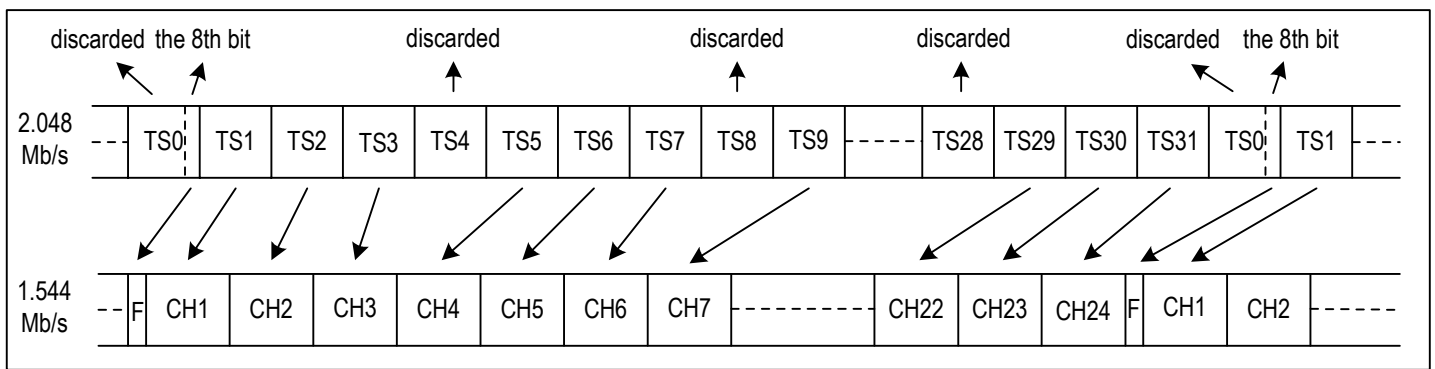 discarded the 8th bit discarded discarded discarded discarded the 8th bit
2.048
Mb/s
TS0 TS1 TS2 TS3 TS4 TS5 TS6 TS7 TS8 TS9 TS28 TS29 TS30 TS31 TS0 TS1
1.544
Mb/s
F CH1 CH2 CH3 CH4 CH5 CH6 CH7 CH22 CH23 CH24 F CH1 CH2